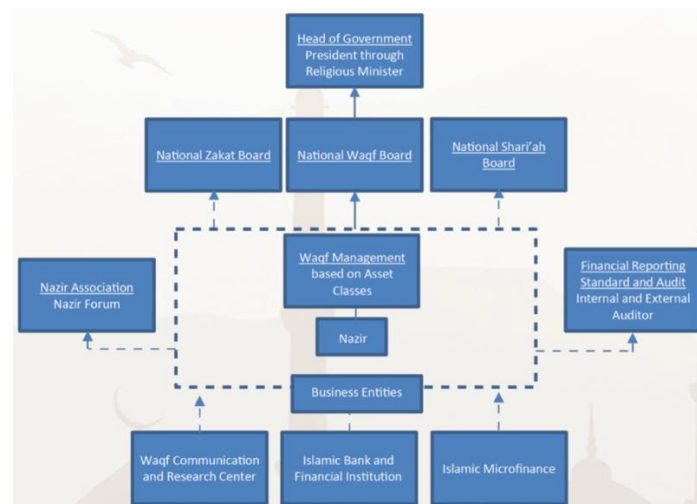 Head of Government
President through
Religious Minister
National Zakat Board
National Waqf Board
National Shari'ah
Board
Waqf Management
based on Asset
Classes
Nazir Association
Nazir Forum
Financial Reporting
Standard and Audit
Internal and External
Auditor
Nazir
Business Entities
Waqf Communication
and Research Center
Islamic Bank and
Financial Institution
Islamic Microfinance